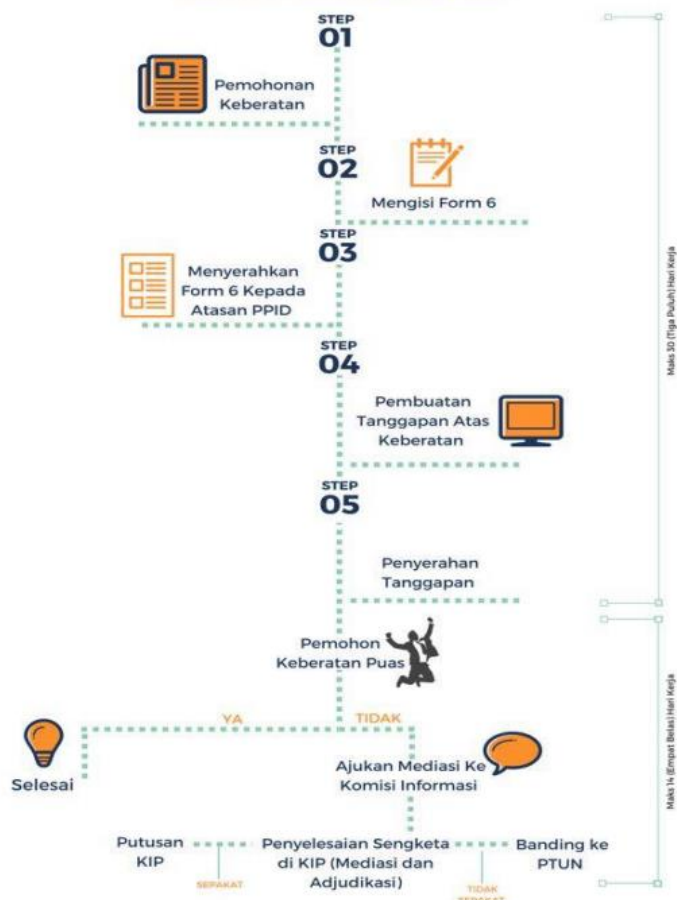 STEP
01
Pemohonan
Keberatan
STEP
02
Mengisi Form 6
STEP
03
Menyerahkan
Form 6 Kepada
Atasan PPID
STEP
04
Pembuatan
Tanggapan Atas
Keberatan
STEP
05
Penyerahan
Tanggapan
Maks 30 (Tiga Puluh) Hari Kerja
Pemohon
Keberatan Puas
YA
TIDAK
Selesai
Ajukan Mediasi Ke
Komisi Informasi
Putusan
KIP
SEPAKAT
Penyelesaian Sengketa
di KIP (Mediasi dan
Adjudikasi)
TIDAK
SEPAKAT
Banding ke
PTUN
Maks 14 (Empat Belas) Hari Kerja